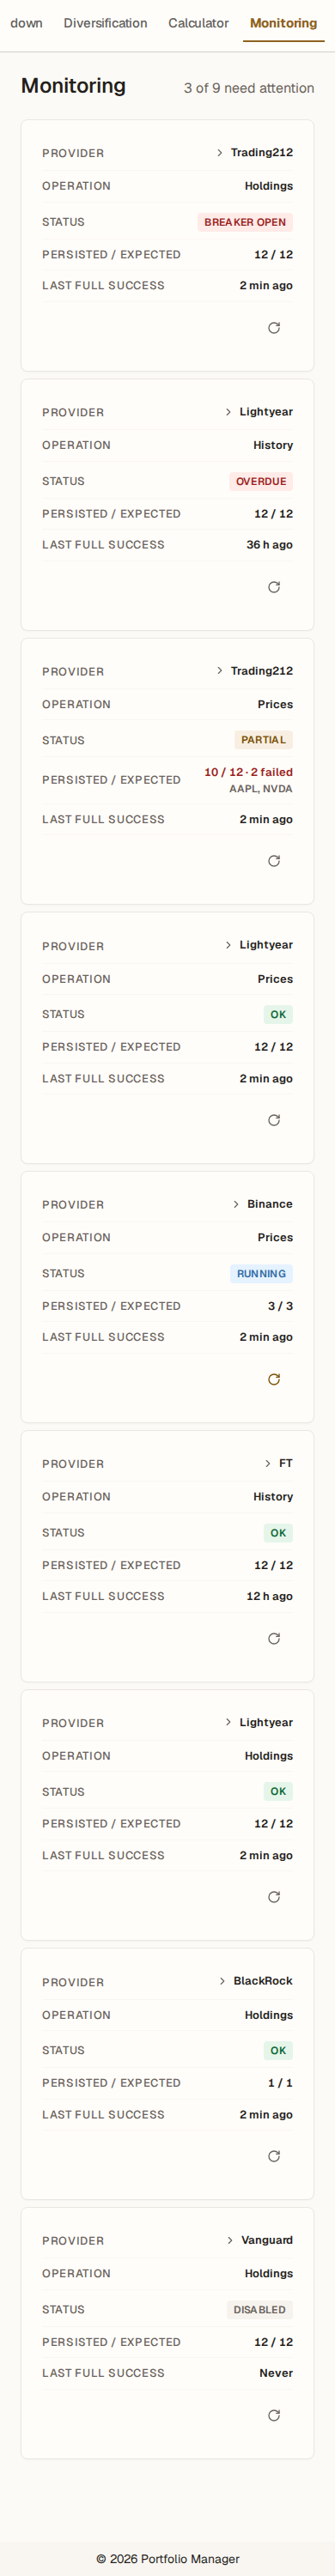 down Diversification Calculator Monitoring
Monitoring 3 of 9 need attention
PROVIDER Trading212
OPERATION Holdings
STATUS BREAKER OPEN
PERSISTED / EXPECTED 12 / 12
LAST FULL SUCCESS 2 min ago
PROVIDER Lightyear
OPERATION History
STATUS OVERDUE
PERSISTED / EXPECTED 12 / 12
LAST FULL SUCCESS 36 h ago
PROVIDER Trading212
OPERATION Prices
STATUS PARTIAL
PERSISTED / EXPECTED 10 / 12 · 2 failed
AAPL, NVDA
LAST FULL SUCCESS 2 min ago
PROVIDER Lightyear
OPERATION Prices
STATUS OK
PERSISTED / EXPECTED 12 / 12
LAST FULL SUCCESS 2 min ago
PROVIDER Binance
OPERATION Prices
STATUS RUNNING
PERSISTED / EXPECTED 3 / 3
LAST FULL SUCCESS 2 min ago
PROVIDER FT
OPERATION History
STATUS OK
PERSISTED / EXPECTED 12 / 12
LAST FULL SUCCESS 12 h ago
PROVIDER Lightyear
OPERATION Holdings
STATUS OK
PERSISTED / EXPECTED 12 / 12
LAST FULL SUCCESS 2 min ago
PROVIDER BlackRock
OPERATION Holdings
STATUS OK
PERSISTED / EXPECTED 1 / 1
LAST FULL SUCCESS 2 min ago
PROVIDER Vanguard
OPERATION Holdings
STATUS DISABLED
PERSISTED / EXPECTED 12 / 12
LAST FULL SUCCESS Never
© 2026 Portfolio Manager